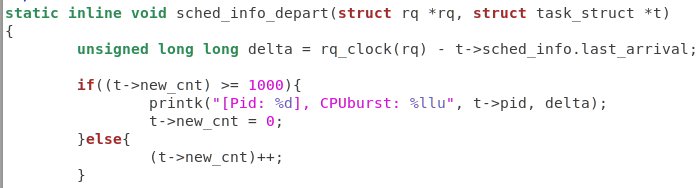 static inline void sched_info_depart(struct rq *rq, struct task_struct *t)
{
        unsigned long long delta = rq_clock(rq) - t->sched_info.last_arrival;

        if((t->new_cnt) >= 1000){
                printk("[Pid: %d], CPUburst: %llu", t->pid, delta);
                t->new_cnt = 0;
        }else{
                (t->new_cnt)++;
        }